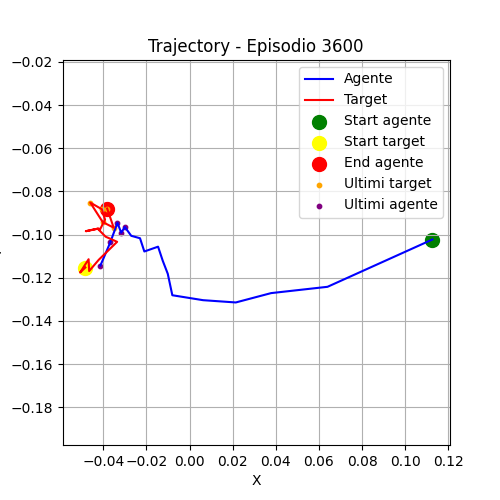 Trajectory - Episodio 3600
Agente
Target
Start agente
Start target
End agente
Ultimi target
Ultimi agente
−0.02
−0.04
−0.06
−0.08
−0.10
−0.12
−0.14
−0.16
−0.18
−0.04
−0.02
0.00
0.02
0.04
0.06
0.08
0.10
0.12
X